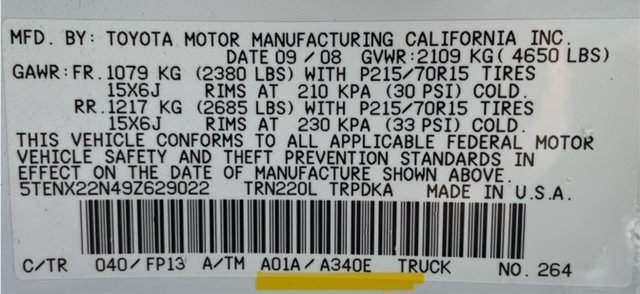 MFD. BY: TOYOTA MOTOR MANUFACTURING CALIFORNIA INC.
DATE 09/08 GVWR: 2109 KG( 4650 LBS)
GAWR: FR. 1079 KG (2380 LBS) WITH P215/70R15 TIRES
15X6J RIMS AT 210 KPA (30 PSI) COLD.
RR. 1217 KG (2685 LBS) WITH P215/70R15 TIRES
15X6J RIMS AT 230 KPA (33 PSI) COLD.
THIS VEHICLE CONFORMS TO ALL APPLICABLE FEDERAL MOTOR
VEHICLE SAFETY AND THEFT PREVENTION STANDARDS IN
EFFECT ON THE DATE OF MANUFACTURE SHOWN ABOVE.
5TENX22N49Z629022 TRN220L TRPDKA MADE IN U.S.A.
C/TR 040/FP13 A/TM A01A/A340E TRUCK NO. 264